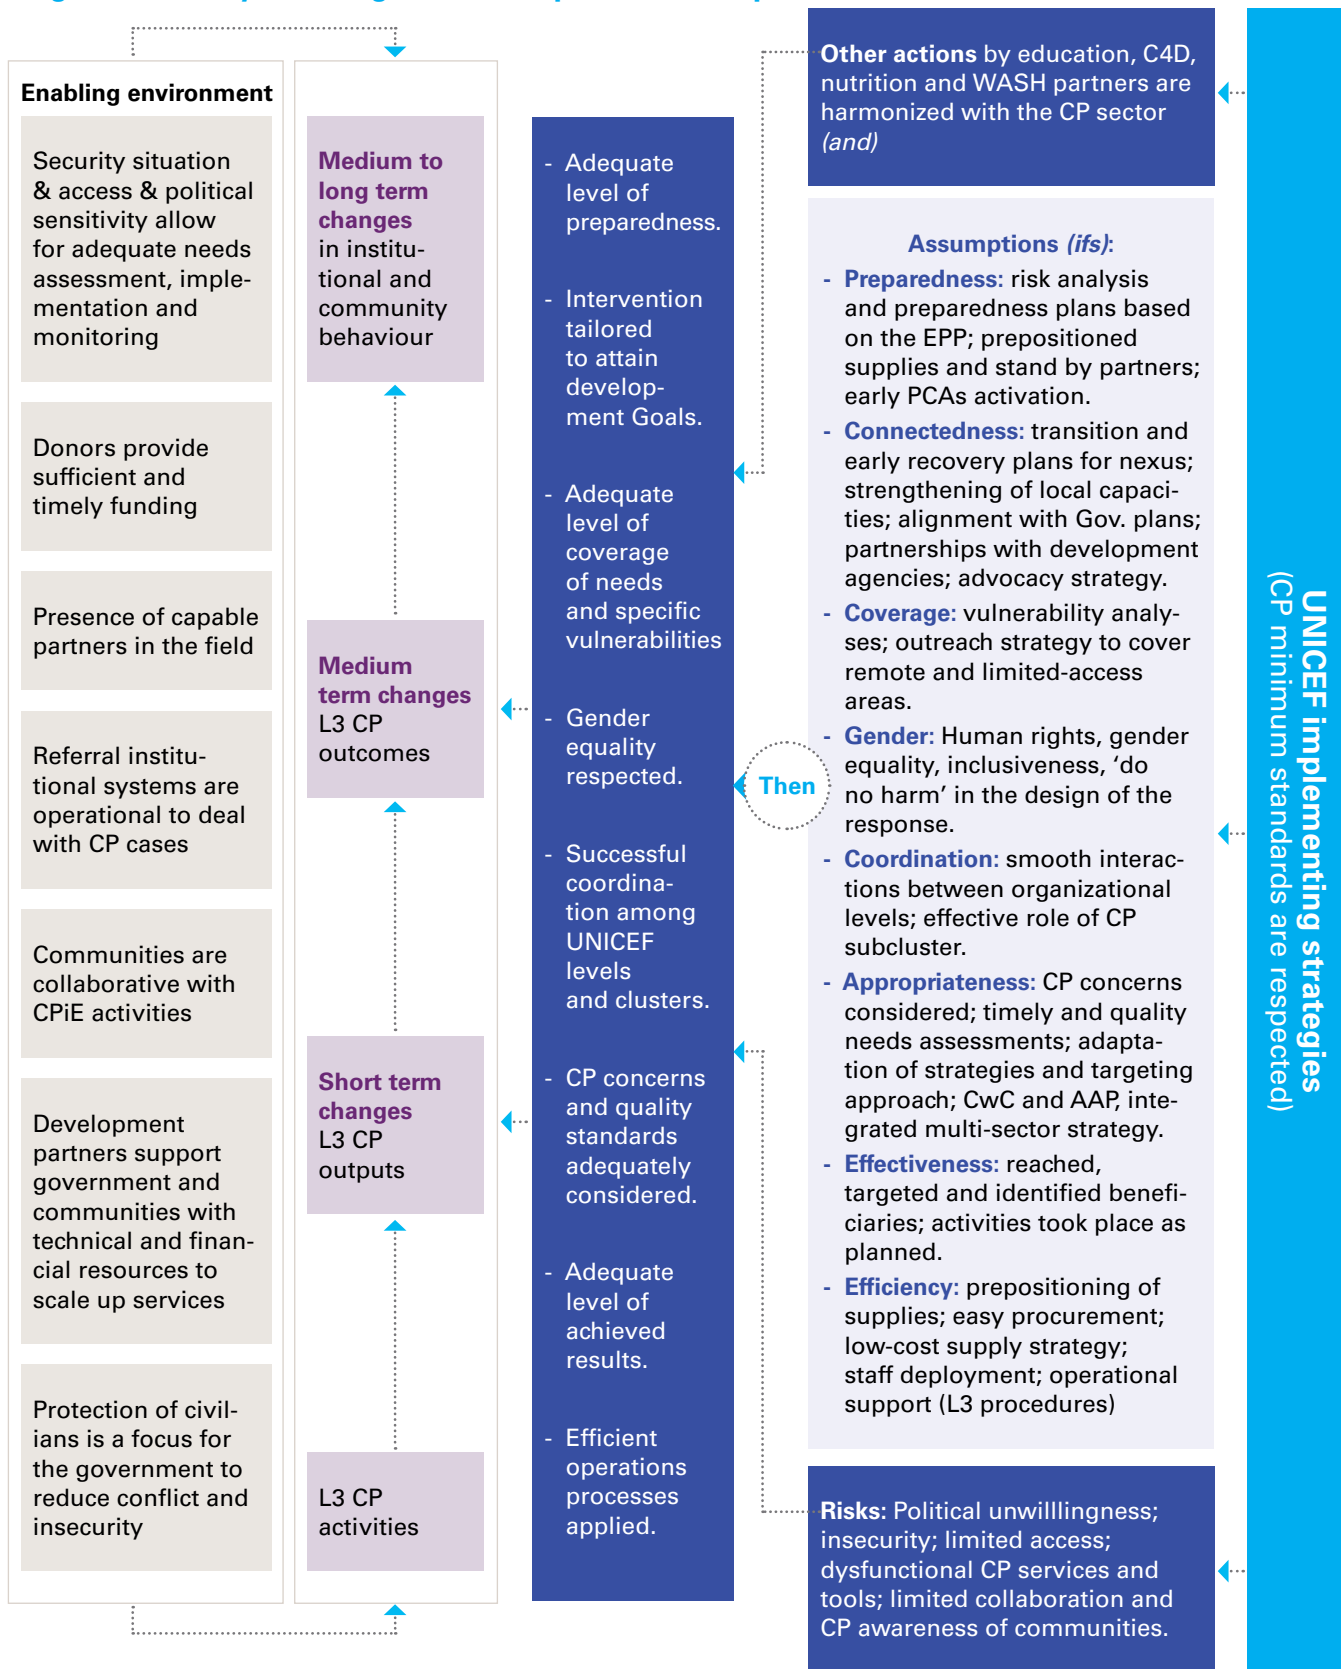 Enabling environment
Security situation
& access & political
sensitivity allow
for adequate needs
assessment, imple-
mentation and
monitoring
Donors provide
sufficient and
timely funding
Presence of capable
partners in the field
Referral institu-
tional systems are
operational to deal
with CP cases
Communities are
collaborative with
CPiE activities
Development
partners support
government and
communities with
technical and finan-
cial resources to
scale up services
Protection of civil-
ians is a focus for
the government to
reduce conflict and
insecurity
Medium to
long term
changes
in institu-
tional and
community
behaviour
Medium
term changes
L3 CP
outcomes
Short term
changes
L3 CP
outputs
L3 CP
activities
- Adequate
level of
preparedness.
- Intervention
tailored
to attain
develop-
ment Goals.
- Adequate
level of
coverage
of needs
and specific
vulnerabilities
- Gender
equality
respected.
- Successful
coordina-
tion among
UNICEF
levels
and clusters.
- CP concerns
and quality
standards
adequately
considered.
- Adequate
level of
achieved
results.
- Efficient
operations
processes
applied.
Then
Other actions by education, C4D,
nutrition and WASH partners are
harmonized with the CP sector
(and)
Assumptions (ifs):
- Preparedness: risk analysis
and preparedness plans based
on the EPP; prepositioned
supplies and stand by partners;
early PCAs activation.
- Connectedness: transition and
early recovery plans for nexus;
strengthening of local capaci-
ties; alignment with Gov. plans;
partnerships with development
agencies; advocacy strategy.
- Coverage: vulnerability analy-
ses; outreach strategy to cover
remote and limited-access
areas.
- Gender: Human rights, gender
equality, inclusiveness, ‘do
no harm’ in the design of the
response.
- Coordination: smooth interac-
tions between organizational
levels; effective role of CP
subcluster.
- Appropriateness: CP concerns
considered; timely and quality
needs assessments; adapta-
tion of strategies and targeting
approach; CwC and AAP, inte-
grated multi-sector strategy.
- Effectiveness: reached,
targeted and identified benefi-
ciaries; activities took place as
planned.
- Efficiency: prepositioning of
supplies; easy procurement;
low-cost supply strategy;
staff deployment; operational
support (L3 procedures)
Risks: Political unwilllingness;
insecurity; limited access;
dysfunctional CP services and
tools; limited collaboration and
CP awareness of communities.
UNICEF implementing strategies
(CP minimum standards are respected)